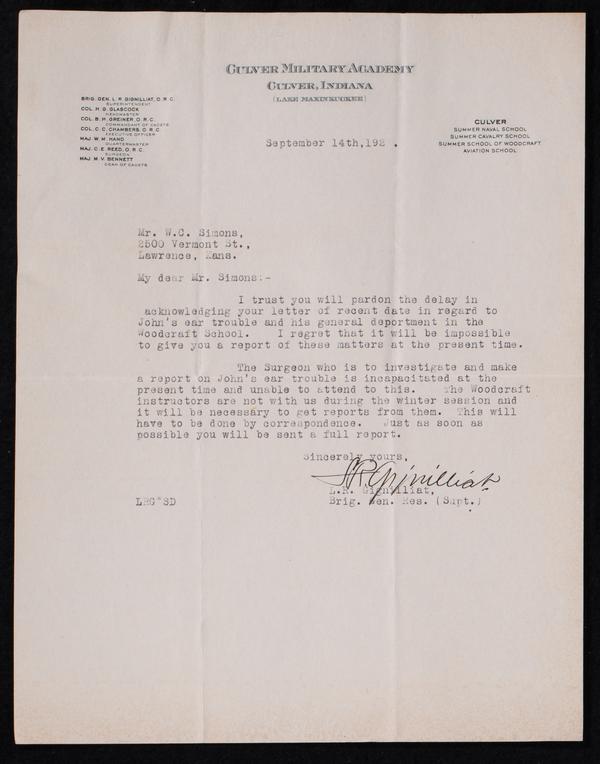 CULVER MILITARY ACADEMY
CULVER, INDIANA
(LAKE MAXINKUCKEE)
BRIG. GEN. L. R. GIGNILLIAT, O.R.C.
SUPERINTENDENT
COL. H. G. GLASCOCK
HEADMASTER
COL. B. M. GREINER, O.R.C.
COMMANDANT OF CADETS
COL. C. C. CHAMBERS, O.R.C.
EXECUTIVE OFFICER
MAJ. W. M. HAND
QUARTERMASTER
MAJ. C. E. REED, O.R.C.
SURGEON
MAJ. M. V. BENNETT
DEAN OF CADETS
CULVER
SUMMER NAVAL SCHOOL
SUMMER CAVALRY SCHOOL
SUMMER SCHOOL OF WOODCRAFT
AVIATION SCHOOL
September 14th, 192 .
Mr. W.C. Simons,
2500 Vermont St.,
Lawrence, Kans.
My dear Mr. Simons:-
I trust you will pardon the delay in
acknowledging your letter of recent date in regard to
John's ear trouble and his general deportment in the
Woodcraft School. I regret that it will be impossible
to give you a report of these matters at the present time.
The Surgeon who is to investigate and make
a report on John's ear trouble is incapacitated at the
present time and unable to attend to this. The Woodcraft
instructors are not with us during the winter session and
it will be necessary to get reports from them. This will
have to be done by correspondence. Just as soon as
possible you will be sent a full report.
Sincerely yours,
L R Gignilliat
L.R. Gignilliat,
LRG*SD
Brig. Gen. Res. (Supt.)